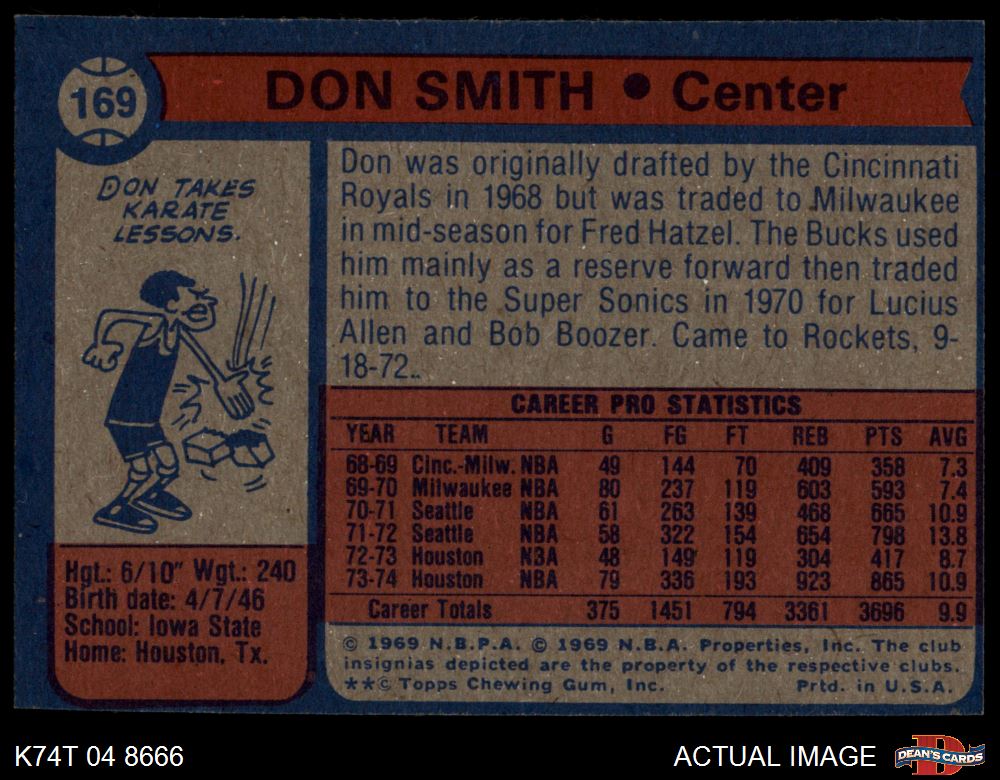 169
DON SMITH • Center
DON TAKES
KARATE
LESSONS.
Don was originally drafted by the Cincinnati
Royals in 1968 but was traded to Milwaukee
in mid-season for Fred Hatzel. The Bucks used
him mainly as a reserve forward then traded
him to the Super Sonics in 1970 for Lucius
Allen and Bob Boozer. Came to Rockets, 9-
18-72.
CAREER PRO STATISTICS
YEAR TEAM G FG FT REB PTS AVG
68-69 Cinc.-Milw. NBA 49 144 70 409 358 7.3
69-70 Milwaukee NBA 80 237 119 603 593 7.4
70-71 Seattle NBA 61 263 139 468 665 10.9
71-72 Seattle NBA 58 322 154 654 798 13.8
72-73 Houston NBA 48 149 119 304 417 8.7
73-74 Houston NBA 79 336 193 923 865 10.9
Career Totals 375 1451 794 3361 3696 9.9
Hgt.: 6/10" Wgt.: 240
Birth date: 4/7/46
School: Iowa State
Home: Houston, Tx.
© 1969 N.B.P.A. © 1969 N.B.A. Properties, Inc. The club
insignias depicted are the property of the respective clubs.
**© Topps Chewing Gum, Inc. Prtd. in U.S.A.
K74T 04 8666
ACTUAL IMAGE
D
DEAN'S CARDS